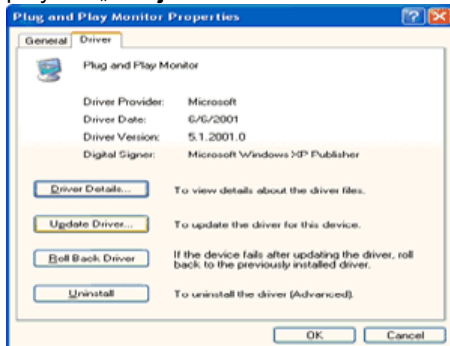 Plug and Play Monitor Properties
General Driver
Plug and Play Monitor
Driver Provider: Microsoft
Driver Date: 6/6/2001
Driver Version: 5.1.2001.0
Digital Signer: Microsoft Windows XP Publisher
Driver Details... To view details about the driver files.
Update Driver... To update the driver for this device.
Roll Back Driver If the device fails after updating the driver, roll
back to the previously installed driver.
Uninstall To uninstall the driver (Advanced).
OK Cancel